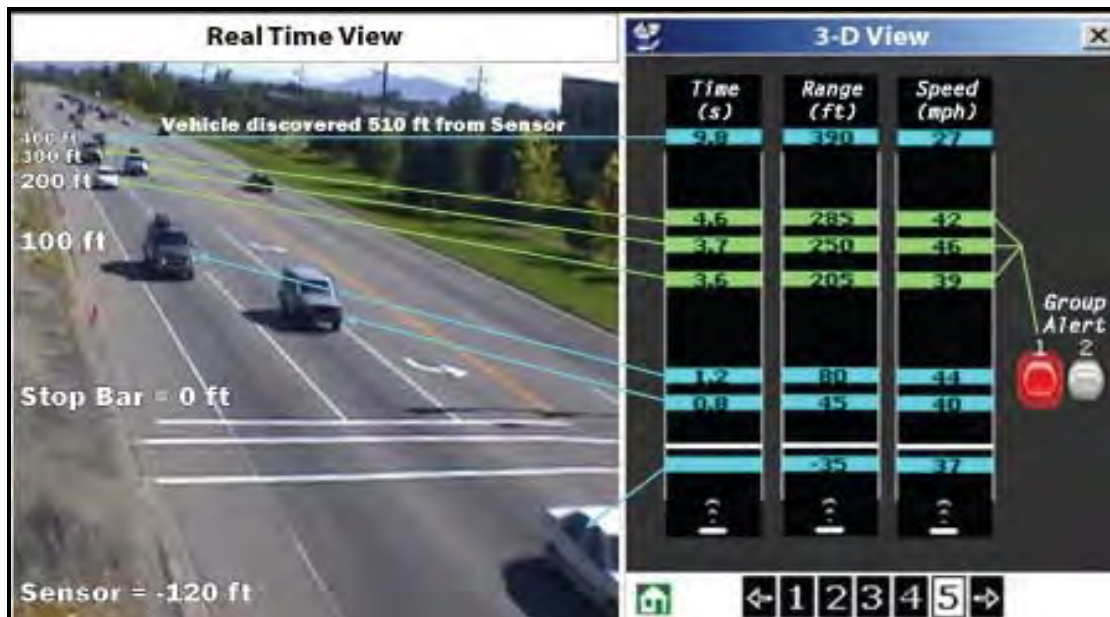 Real Time View
Vehicle discovered 510 ft from Sensor
400 ft
300 ft
200 ft
100 ft
Stop Bar = 0 ft
Sensor = -120 ft
3-D View
Time (s) Range (ft) Speed (mph)
9.8 390 27
4.6 285 42
3.7 250 46
3.6 205 39
1.2 80 44
0.8 45 40
-35 37
Group
Alert
1 2
1 2 3 4 5